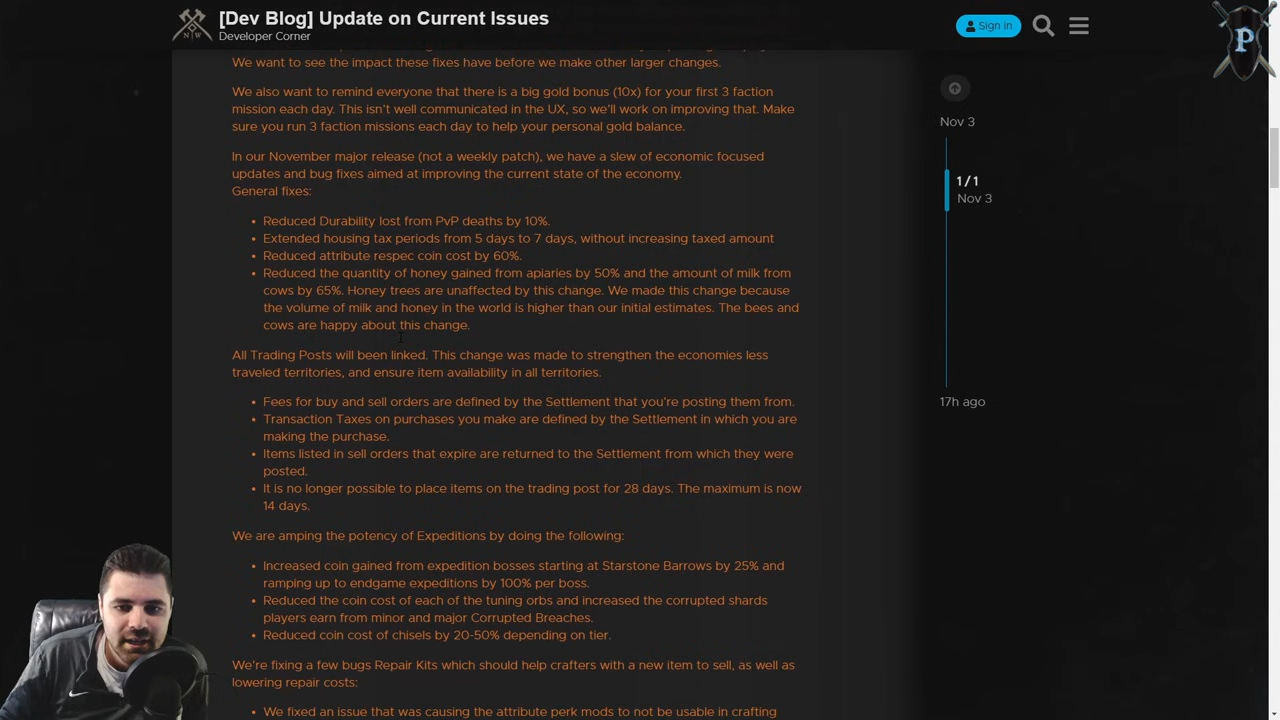 [Dev Blog] Update on Current Issues
Developer Corner
N W
Sign in
P
We want to see the impact these fixes have before we make other larger changes.
We also want to remind everyone that there is a big gold bonus (10x) for your first 3 faction
mission each day. This isn't well communicated in the UX, so we'll work on improving that. Make
sure you run 3 faction missions each day to help your personal gold balance.
In our November major release (not a weekly patch), we have a slew of economic focused
updates and bug fixes aimed at improving the current state of the economy.
General fixes:
• Reduced Durability lost from PvP deaths by 10%.
• Extended housing tax periods from 5 days to 7 days, without increasing taxed amount
• Reduced attribute respec coin cost by 60%.
• Reduced the quantity of honey gained from apiaries by 50% and the amount of milk from
cows by 65%. Honey trees are unaffected by this change. We made this change because
the volume of milk and honey in the world is higher than our initial estimates. The bees and
cows are happy about this change.
All Trading Posts will been linked. This change was made to strengthen the economies less
traveled territories, and ensure item availability in all territories.
• Fees for buy and sell orders are defined by the Settlement that you're posting them from.
• Transaction Taxes on purchases you make are defined by the Settlement in which you are
making the purchase.
• Items listed in sell orders that expire are returned to the Settlement from which they were
posted.
• It is no longer possible to place items on the trading post for 28 days. The maximum is now
14 days.
We are amping the potency of Expeditions by doing the following:
• Increased coin gained from expedition bosses starting at Starstone Barrows by 25% and
ramping up to endgame expeditions by 100% per boss.
• Reduced the coin cost of each of the tuning orbs and increased the corrupted shards
players earn from minor and major Corrupted Breaches.
• Reduced coin cost of chisels by 20-50% depending on tier.
We're fixing a few bugs Repair Kits which should help crafters with a new item to sell, as well as
lowering repair costs:
• We fixed an issue that was causing the attribute perk mods to not be usable in crafting
Nov 3
1 / 1
Nov 3
17h ago